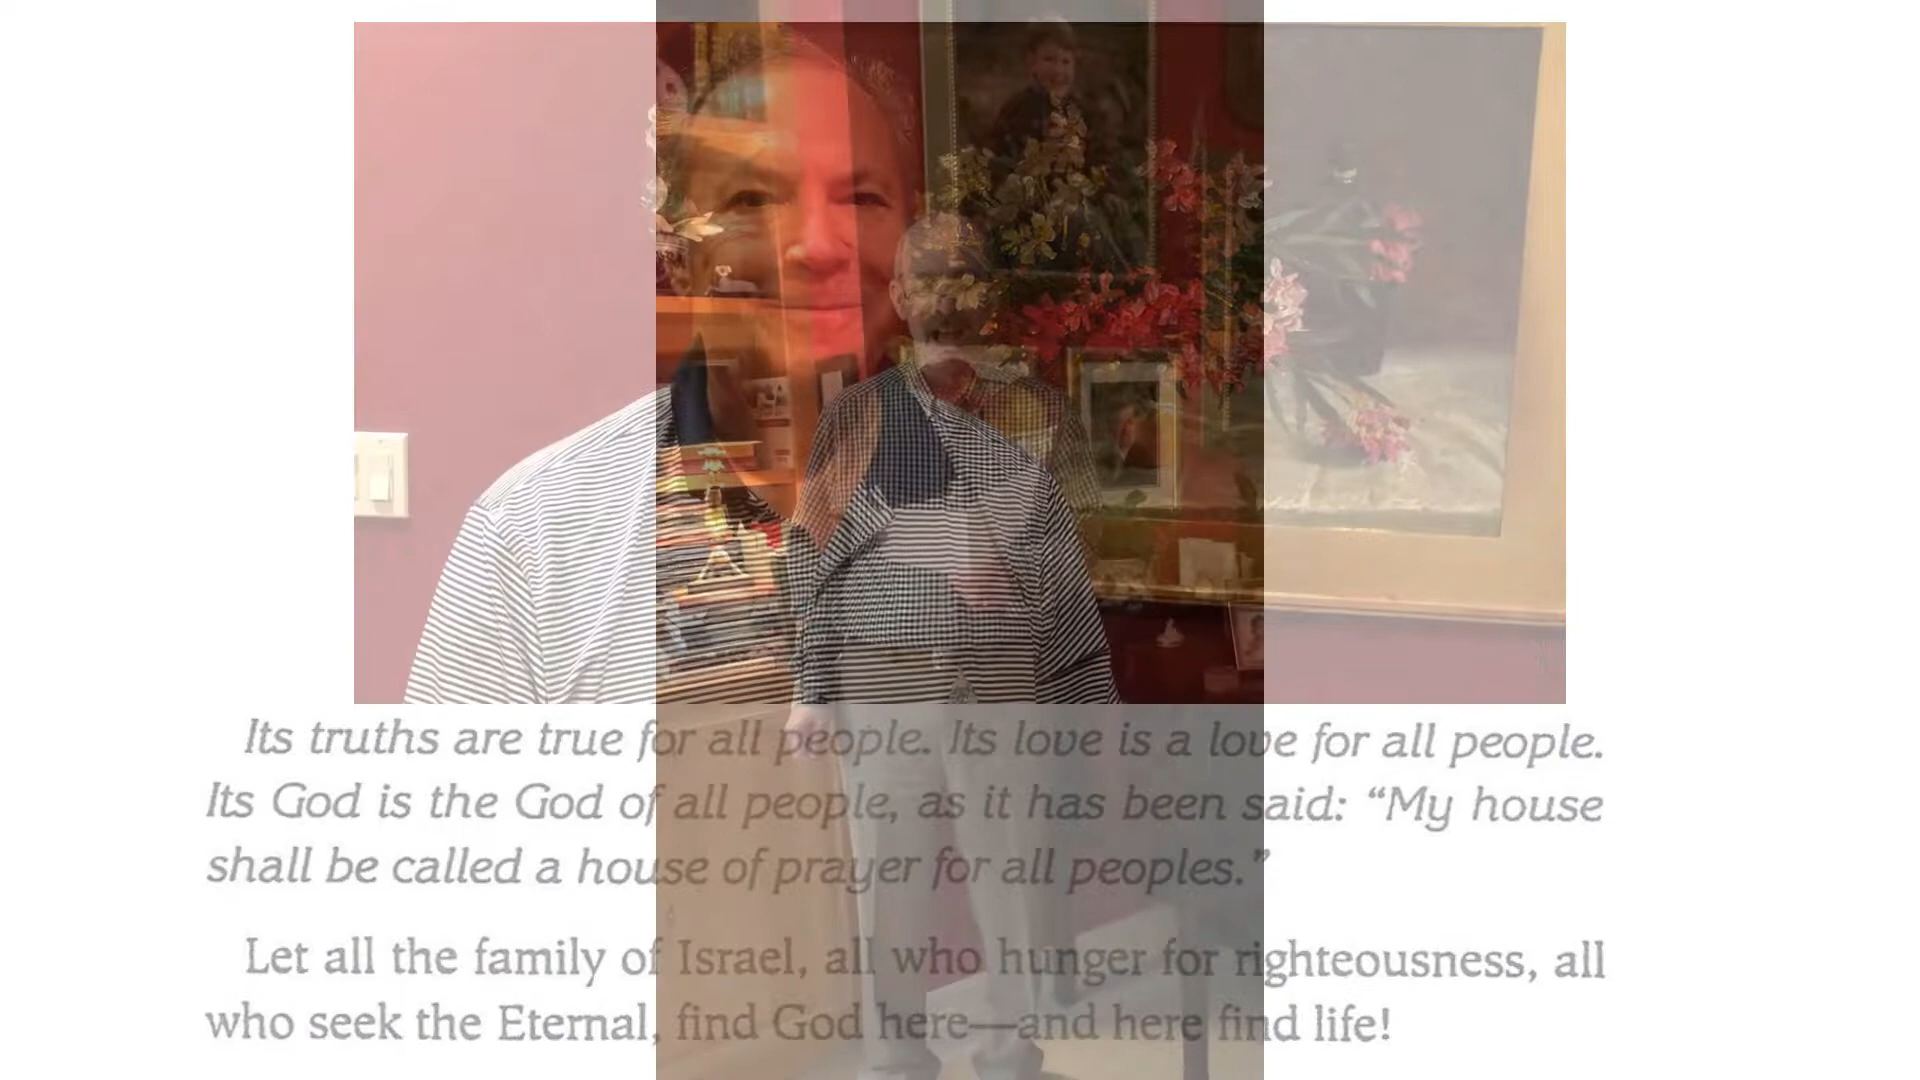 Its truths are true for all people. Its love is a love for all people.
Its God is the God of all people, as it has been said: “My house
shall be called a house of prayer for all peoples.”
Let all the family of Israel, all who hunger for righteousness, all
who seek the Eternal, find God here—and here find life!